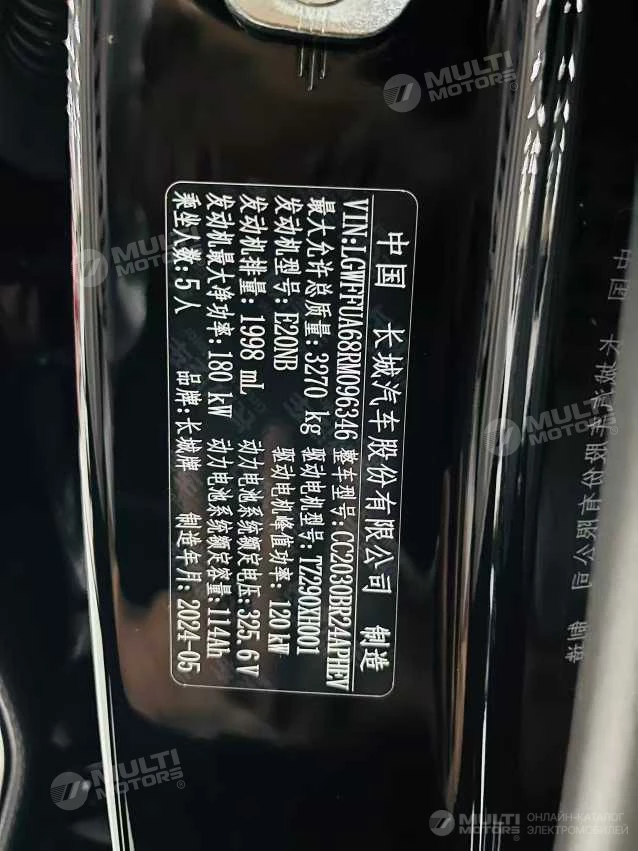 中国 长城汽车股份有限公司 制造
VIN:LGWFFUA68RM096346 整车型号:CC2030BR24APHEV
最大允许总质量:3270 kg 驱动电机型号:TZ290XH001
发动机型号:E20NB 驱动电机峰值功率:120 kW
发动机排量:1998 mL 动力电池系统额定电压:325.6 V
发动机最大净功率:180 kW 动力电池系统额定容量:114Ah
乘坐人数:5人 品牌:长城牌 制造年月:2024-05
MULTI
MOTORS®
MULTI
MOTORS®
MULTI
MOTORS®
MULTI
MOTORS®
MULTI
MOTORS®
ОНЛАЙН-КАТАЛОГ
ЭЛЕКТРОМОБИЛЕЙ